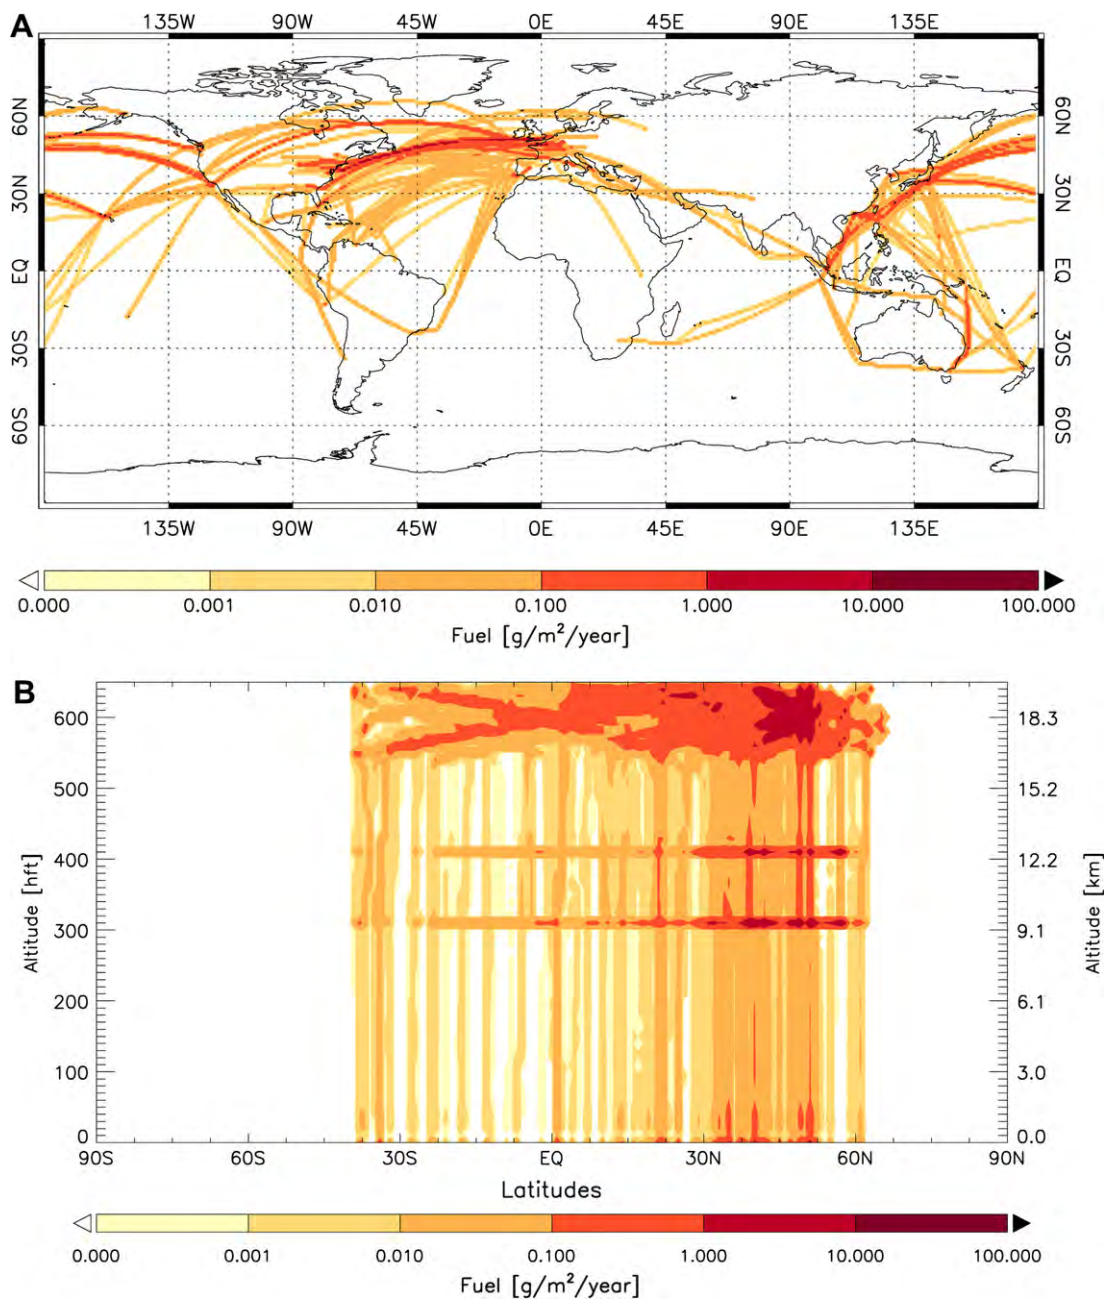 A
135W 90W 45W 0E 45E 90E 135E
60N 60N
30N 30N
EQ EQ
30S 30S
60S 60S
135W 90W 45W 0E 45E 90E 135E
0.000 0.001 0.010 0.100 1.000 10.000 100.000
Fuel [g/m²/year]
B
600 18.3
500 15.2
400 12.2
300 9.1
200 6.1
100 3.0
0 0.0
Altitude [hft]
Altitude [km]
90S 60S 30S EQ 30N 60N 90N
Latitudes
0.000 0.001 0.010 0.100 1.000 10.000 100.000
Fuel [g/m²/year]